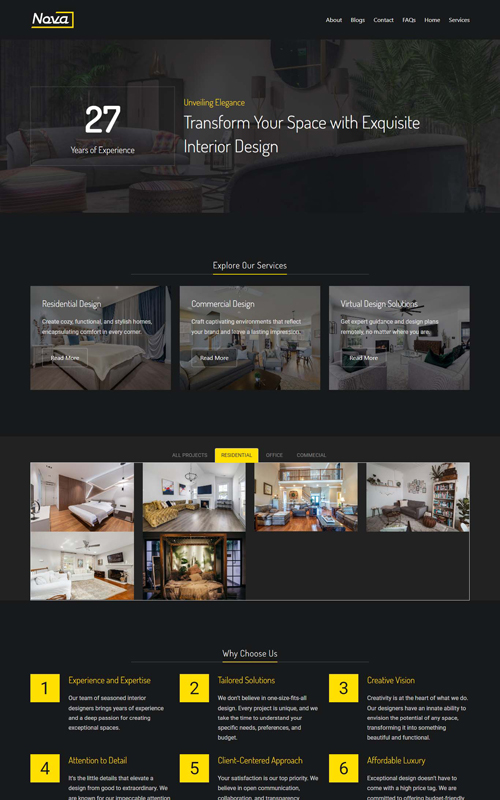 Nova
About Blogs Contact FAQs Home Services
27
Years of Experience
Unveiling Elegance
Transform Your Space with Exquisite
Interior Design
Explore Our Services
Residential Design
Create cozy, functional, and stylish homes,
encapsulating comfort in every corner.
Read More
Commercial Design
Craft captivating environments that reflect
your brand and leave a lasting impression.
Read More
Virtual Design Solutions
Get expert guidance and design plans
remotely, no matter where you are.
Read More
ALL PROJECTS RESIDENTIAL OFFICE COMMECIAL
Why Choose Us
1
Experience and Expertise
Our team of seasoned interior
designers brings years of experience
and a deep passion for creating
exceptional spaces.
2
Tailored Solutions
We don't believe in one-size-fits-all
design. Every project is unique, and we
take the time to understand your
specific needs, preferences, and
budget.
3
Creative Vision
Creativity is at the heart of what we do.
Our designers have an innate ability to
envision the potential of any space,
transforming it into something
beautiful and functional.
4
Attention to Detail
It's the little details that elevate a
design from good to extraordinary. We
are known for our impeccable attention
5
Client-Centered Approach
Your satisfaction is our top priority. We
believe in open communication,
collaboration, and transparency
6
Affordable Luxury
Exceptional design doesn't have to
come with a high price tag. We are
committed to offering budget-friendly